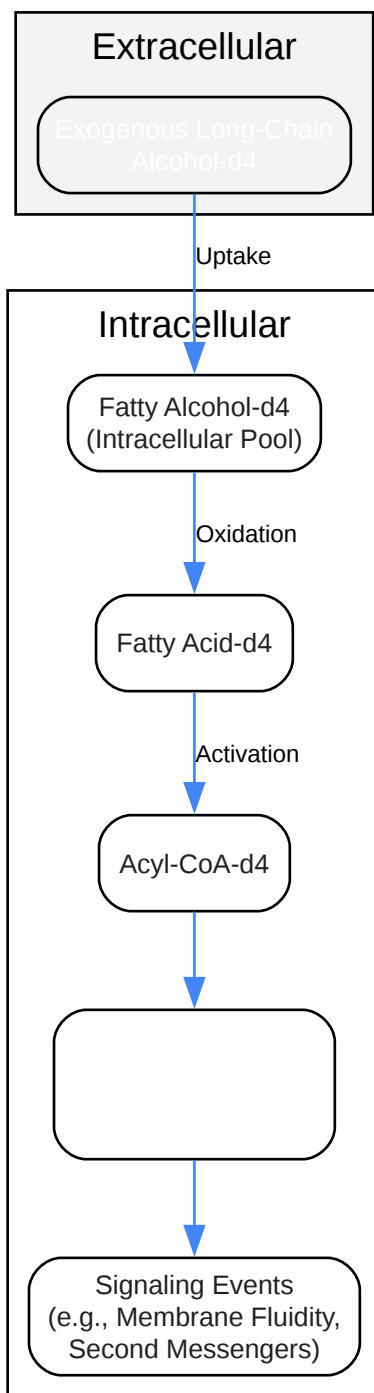 Extracellular
Exogenous Long-Chain
Alcohol-d4
Uptake
Intracellular
Fatty Alcohol-d4
(Intracellular Pool)
Oxidation
Fatty Acid-d4
Activation
Acyl-CoA-d4
Signaling Events
(e.g., Membrane Fluidity,
Second Messengers)